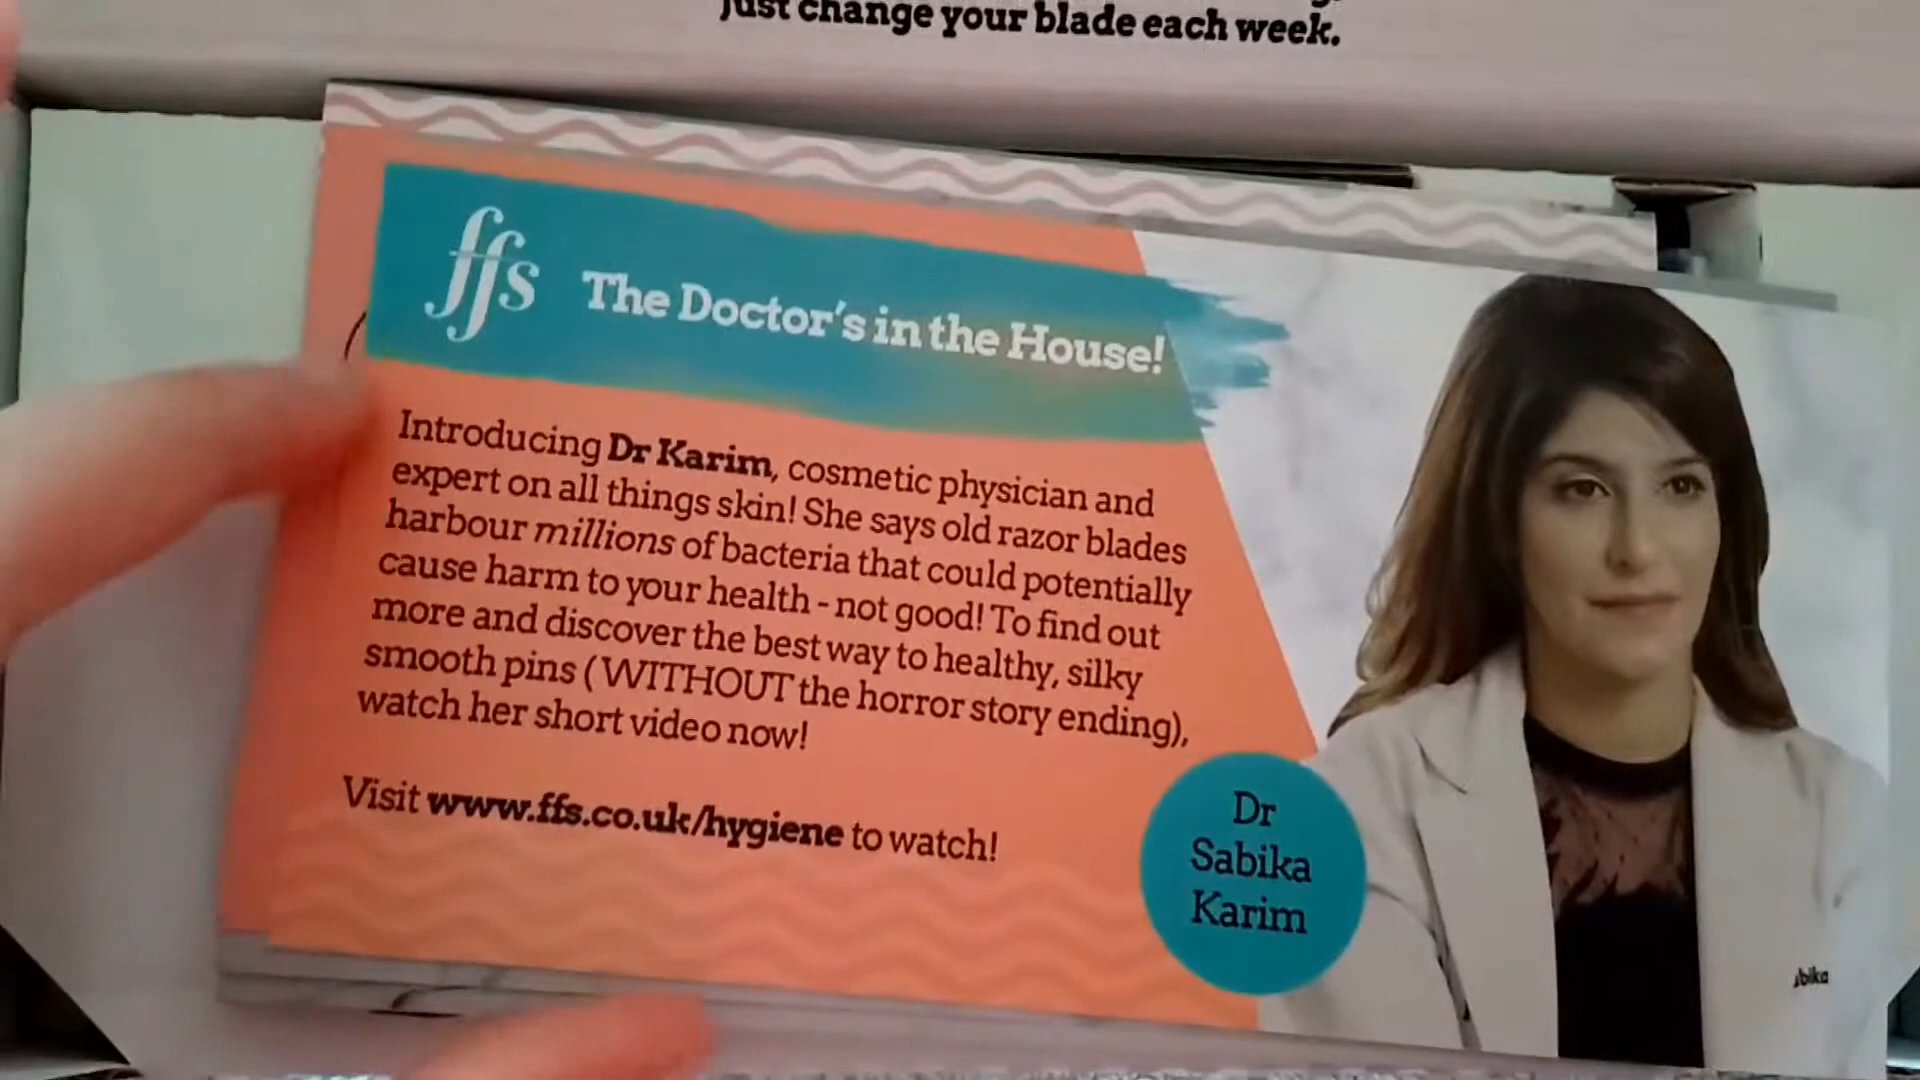 Just change your blade each week.
ffs The Doctor's in the House!
Introducing Dr Karim, cosmetic physician and
expert on all things skin! She says old razor blades
harbour millions of bacteria that could potentially
cause harm to your health - not good! To find out
more and discover the best way to healthy, silky
smooth pins (WITHOUT the horror story ending),
watch her short video now!
Visit www.ffs.co.uk/hygiene to watch!
Dr
Sabika
Karim